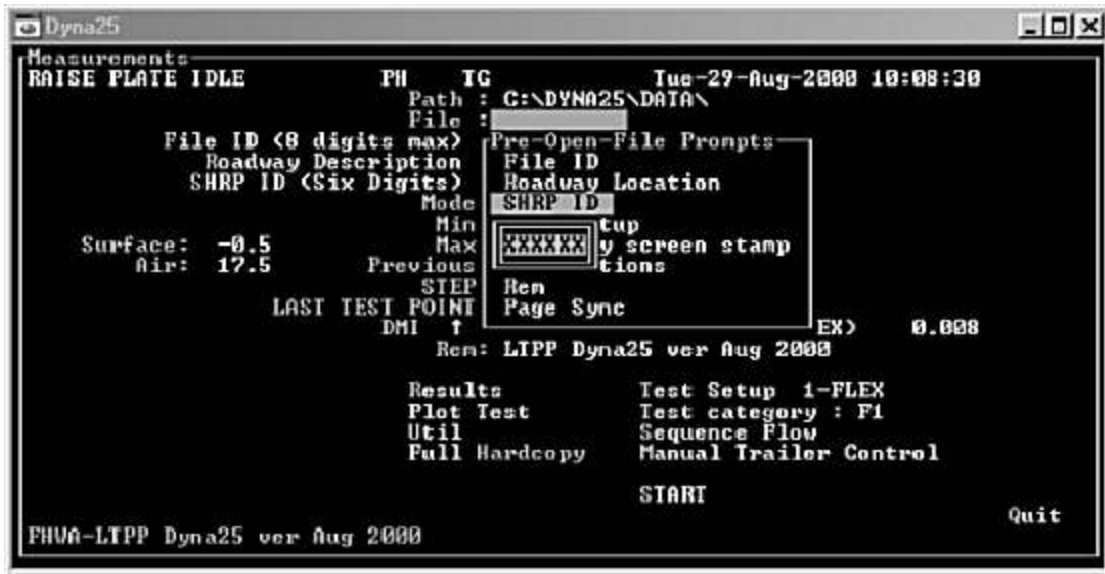 Dyna25
Measurements
RAISE PLATE IDLE PH TG Tue-29-Aug-2000 10:08:30
Path : C:\DYNA25\DATA\
File :
File ID (8 digits max) Pre-Open-File Prompts
Roadway Description File ID
SHRP ID (Six Digits) Roadway Location
Mode SHRP ID
Min tup
Surface: -0.5 Max XXXXXX y screen stamp
Air: 17.5 Previous tions
STEP Rem
LAST TEST POINT Page Sync
DMI ↑ EX) 0.008
Rem: LTPP Dyna25 ver Aug 2000
Results Test Setup 1-FLEX
Plot Test Test category : F1
Util Sequence Flow
Full Hardcopy Manual Trailer Control
START
Quit
FHWA-LTPP Dyna25 ver Aug 2000